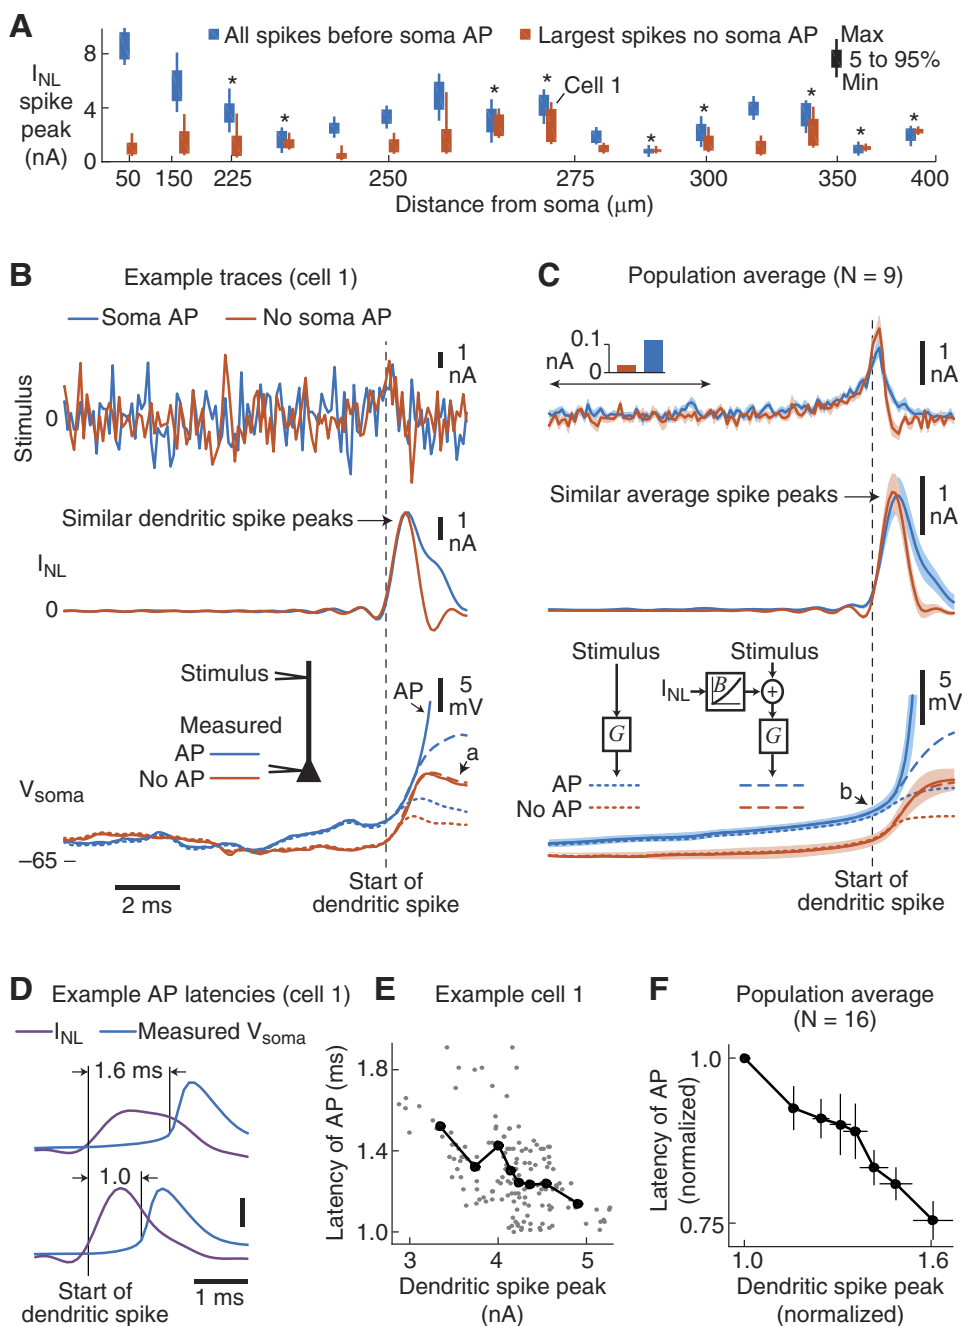 A
All spikes before soma AP
Largest spikes no soma AP
Max
5 to 95%
Min
I_NL
spike
peak
(nA)
8
4
0
* * * * * * * * *
Cell 1
50 150 225 250 275 300 350 400
Distance from soma (μm)
B Example traces (cell 1)
Soma AP No soma AP
Stimulus
0
1
nA
Similar dendritic spike peaks
1
nA
I_NL
0
Stimulus
Measured
AP
No AP
AP
5
mV
a
V_soma
–65
2 ms
Start of
dendritic spike
C Population average (N = 9)
0.1
nA
0
1
nA
Similar average spike peaks
1
nA
Stimulus Stimulus
I_NL B +
G G
AP
No AP
5
mV
b
Start of
dendritic spike
D Example AP latencies (cell 1)
I_NL Measured V_soma
1.6 ms
1.0
Start of
dendritic spike
1 ms
E Example cell 1
Latency of AP (ms)
1.8
1.4
1.0
3 4 5
Dendritic spike peak
(nA)
F Population average
(N = 16)
Latency of AP
(normalized)
1.0
0.75
1.0 1.6
Dendritic spike peak
(normalized)